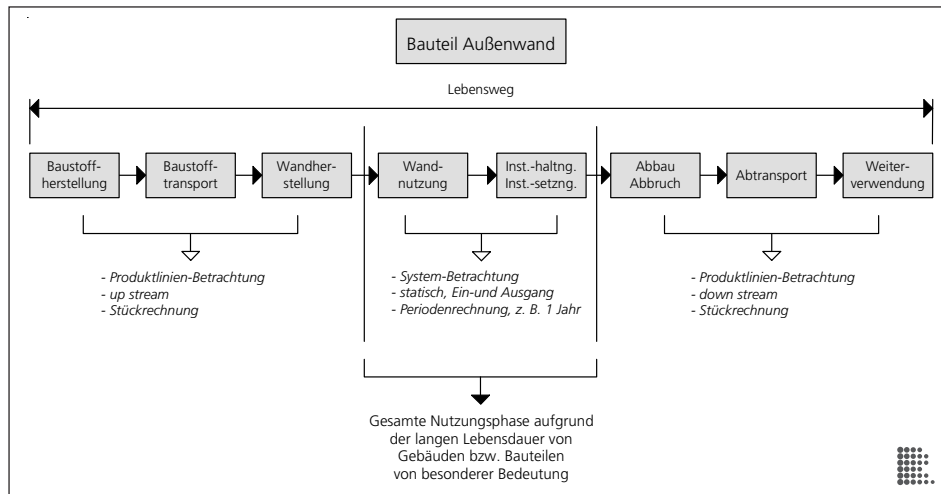 Bauteil Außenwand
Lebensweg
Baustoff-
herstellung
Baustoff-
transport
Wandher-
stellung
Wand-
nutzung
Inst.-haltng.
Inst.-setzng.
Abbau
Abbruch
Abtransport
Weiter-
verwendung
- Produktlinien-Betrachtung
- up stream
- Stückrechnung
- System-Betrachtung
- statisch, Ein-und Ausgang
- Periodenrechnung, z. B. 1 Jahr
- Produktlinien-Betrachtung
- down stream
- Stückrechnung
Gesamte Nutzungsphase aufgrund
der langen Lebensdauer von
Gebäuden bzw. Bauteilen
von besonderer Bedeutung